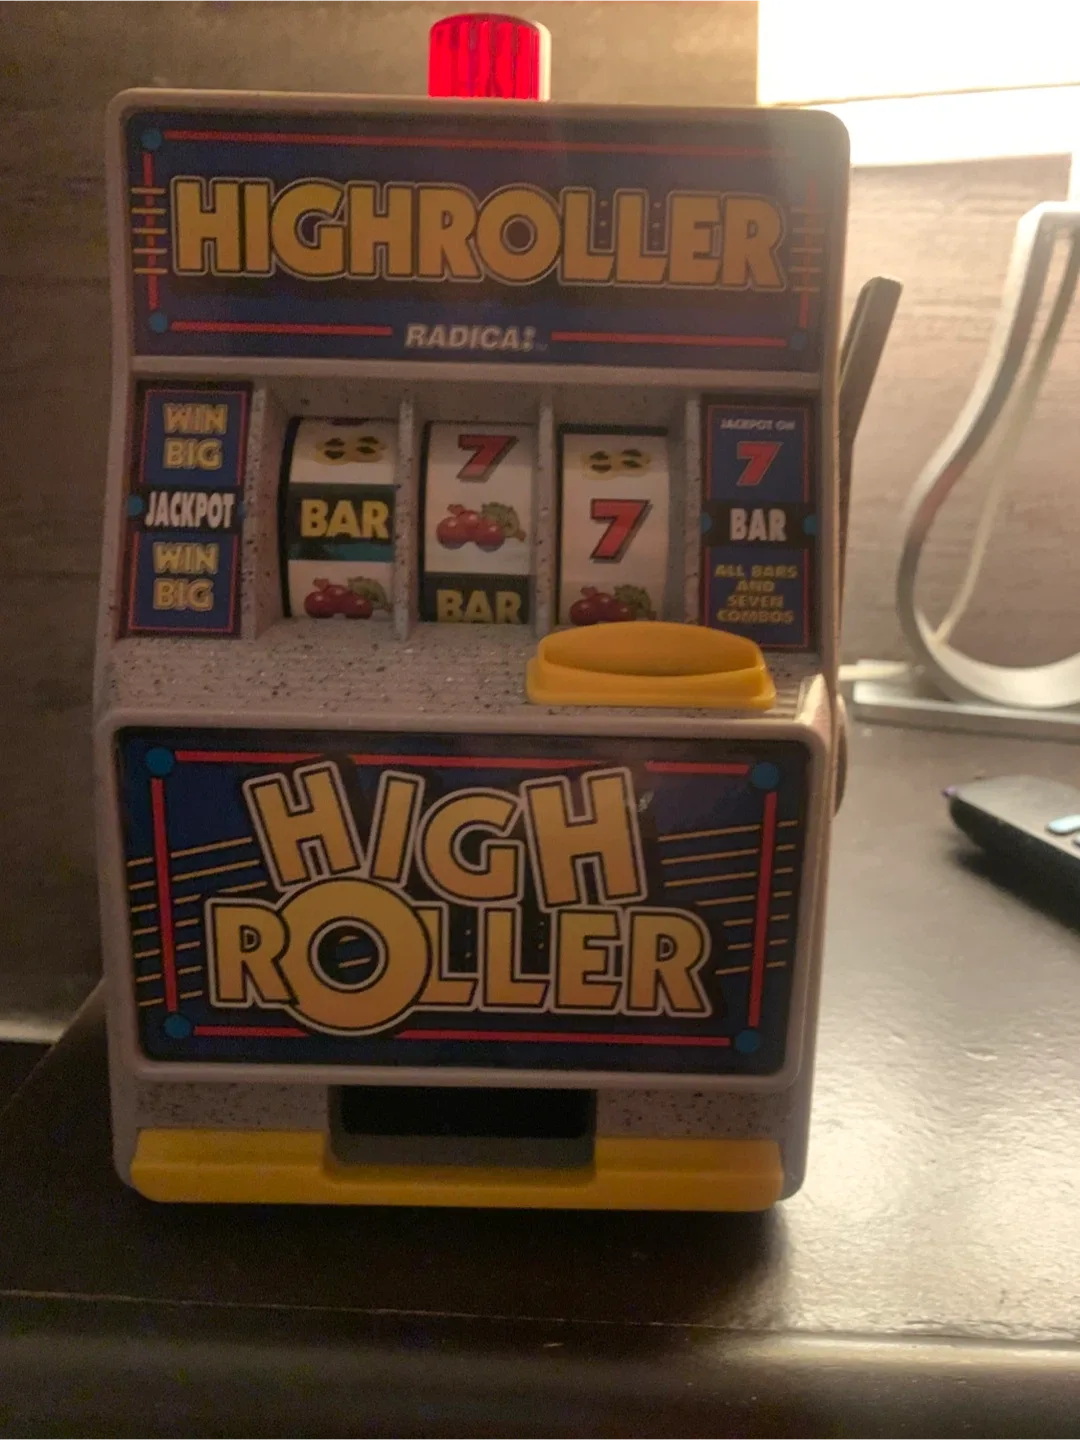 HIGHROLLER
RADICA:
WIN
BIG
JACKPOT
WIN
BIG
BAR
7
BAR
7
JACKPOT ON
7
BAR
ALL BARS
AND
SEVEN
COMBOS
HIGH
ROLLER